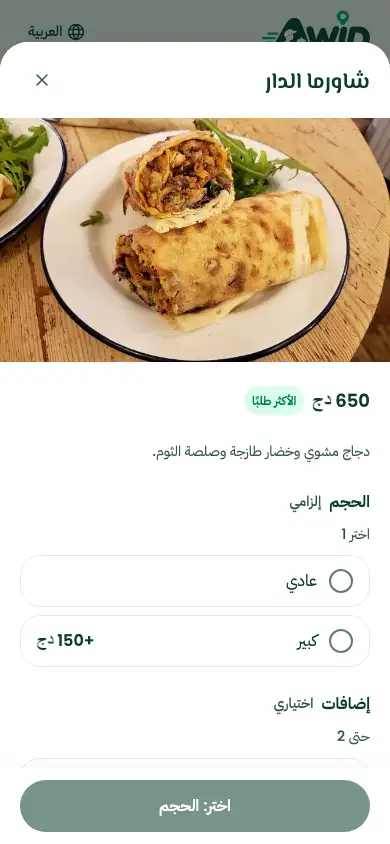 العربية
Awin
شاورما الدار
650 دج
الأكثر طلبًا
دجاج مشوي وخضار طازجة وصلصة الثوم.
الحجم إلزامي
اختر 1
عادي
كبير +150 دج
إضافات اختياري
حتى 2
اختر: الحجم